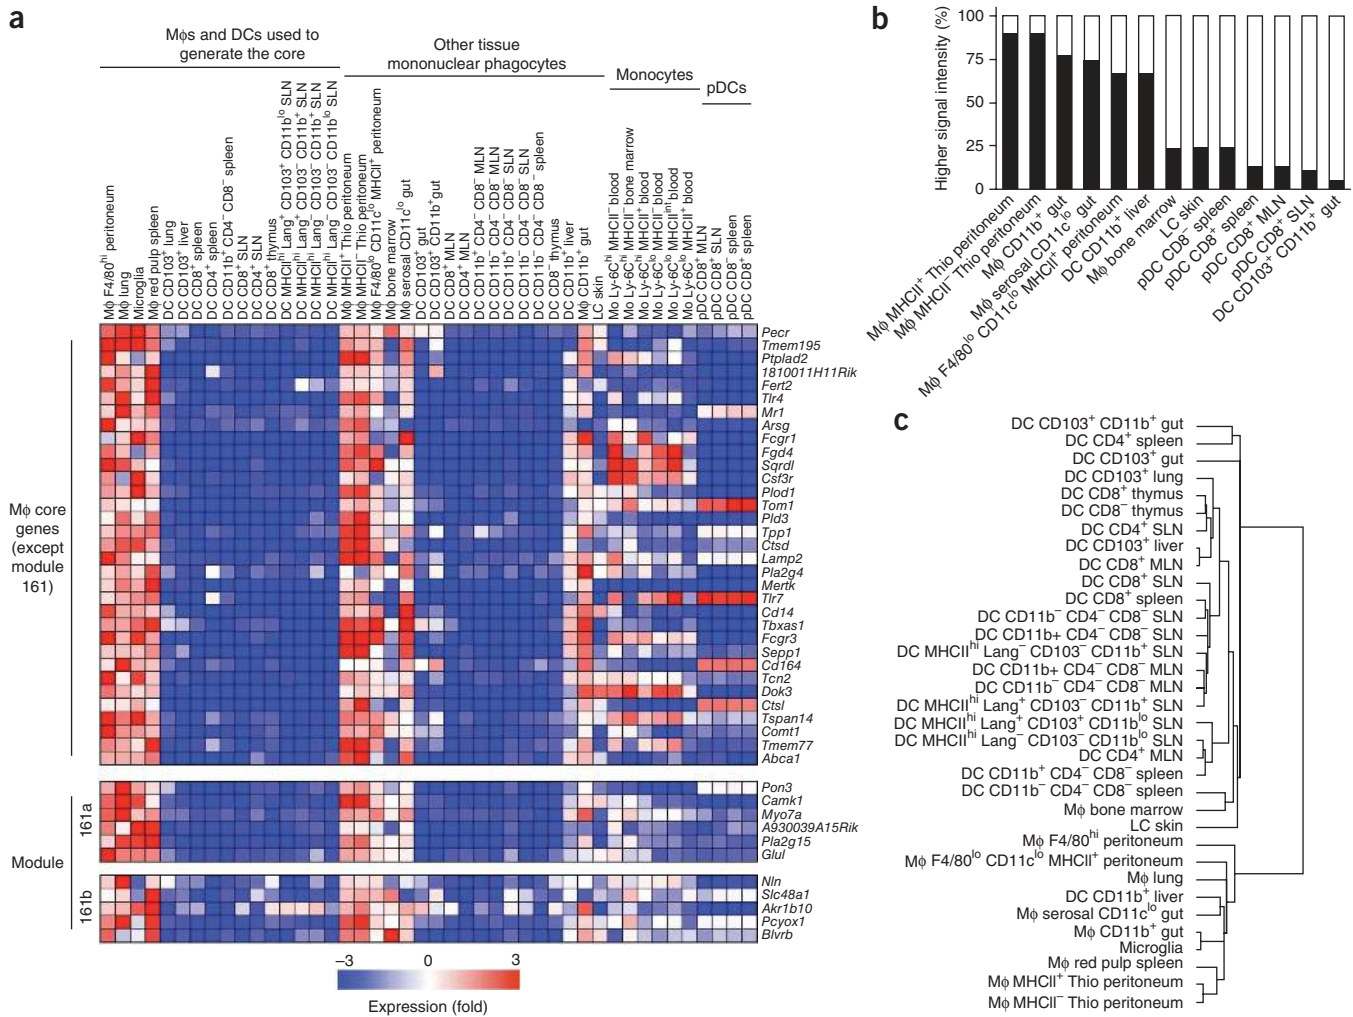 a
Mϕs and DCs used to
generate the core
Other tissue
mononuclear phagocytes
Monocytes
pDCs
Mϕ F4/80hi peritoneum
Mϕ lung
Microglia
Mϕ red pulp spleen
DC CD103+ lung
DC CD103+ liver
DC CD8+ spleen
DC CD4+ spleen
DC CD11b+ CD4− CD8− spleen
DC CD8+ SLN
DC CD4+ SLN
DC CD8+ thymus
DC MHCIIhi Lang+ CD103+ CD11blo SLN
DC MHCIIhi Lang+ CD103− CD11b+ SLN
DC MHCIIhi Lang− CD103− CD11b+ SLN
DC MHCIIhi Lang− CD103− CD11blo SLN
Mϕ MHCII+ Thio peritoneum
Mϕ MHCII− Thio peritoneum
Mϕ F4/80lo CD11clo MHCII+ peritoneum
Mϕ bone marrow
Mϕ serosal CD11clo gut
DC CD103+ gut
DC CD103+ CD11b+gut
DC CD8+ MLN
DC CD4+ MLN
DC CD11b+ CD4− CD8− MLN
DC CD11b− CD4− CD8− MLN
DC CD11b+ CD4− CD8− SLN
DC CD11b− CD4− CD8− SLN
DC CD11b− CD4− CD8− spleen
DC CD8− thymus
DC CD11b+ liver
Mϕ CD11b+ gut
LC skin
Mo Ly-6Chi MHCII− blood
Mo Ly-6Chi MHCII− bone marrow
Mo Ly-6Chi MHCII+ blood
Mo Ly-6Clo MHCII− blood
Mo Ly-6Clo MHCIIint blood
Mo Ly-6Clo MHCII+ blood
pDC CD8+ MLN
pDC CD8+ SLN
pDC CD8+ spleen
pDC CD8− spleen
Mϕ core
genes
(except
module
161)
Pecr
Tmem195
Ptplad2
1810011H11Rik
Fert2
Tlr4
Mr1
Arsg
Fcgr1
Fgd4
Sqrdl
Csf3r
Plod1
Tom1
Pld3
Tpp1
Ctsd
Lamp2
Pla2g4
Mertk
Tlr7
Cd14
Tbxas1
Fcgr3
Sepp1
Cd164
Tcn2
Dok3
Ctsl
Tspan14
Comt1
Tmem77
Abca1
Module
161a
Pon3
Camk1
Myo7a
A930039A15Rik
Pla2g15
Glul
161b
Nln
Slc48a1
Akr1b10
Pcyox1
Blvrb
−3 0 3
Expression (fold)
b
Higher signal intensity (%)
100
75
50
25
0
Mϕ MHCII+ Thio peritoneum
Mϕ MHCII− Thio peritoneum
Mϕ CD11b+ gut
Mϕ serosal CD11clo gut
Mϕ F4/80lo CD11clo MHCII+ peritoneum
DC CD11b+ liver
Mϕ bone marrow
LC skin
pDC CD8− spleen
pDC CD8+ spleen
pDC CD8+ MLN
pDC CD8+ SLN
DC CD103+ CD11b+ gut
c
DC CD103+ CD11b+ gut
DC CD4+ spleen
DC CD103+ gut
DC CD103+ lung
DC CD8+ thymus
DC CD8− thymus
DC CD4+ SLN
DC CD103+ liver
DC CD8+ MLN
DC CD8+ SLN
DC CD8+ spleen
DC CD11b− CD4− CD8− SLN
DC CD11b+ CD4− CD8− SLN
DC MHCIIhi Lang− CD103− CD11b+ SLN
DC CD11b+ CD4− CD8− MLN
DC CD11b− CD4− CD8− MLN
DC MHCIIhi Lang+ CD103− CD11b+ SLN
DC MHCIIhi Lang+ CD103+ CD11blo SLN
DC MHCIIhi Lang− CD103− CD11blo SLN
DC CD4+ MLN
DC CD11b+ CD4− CD8− spleen
DC CD11b− CD4− CD8− spleen
Mϕ bone marrow
LC skin
Mϕ F4/80hi peritoneum
Mϕ F4/80lo CD11clo MHCII+ peritoneum
Mϕ lung
DC CD11b+ liver
Mϕ serosal CD11clo gut
Mϕ CD11b+ gut
Microglia
Mϕ red pulp spleen
Mϕ MHCII+ Thio peritoneum
Mϕ MHCII− Thio peritoneum